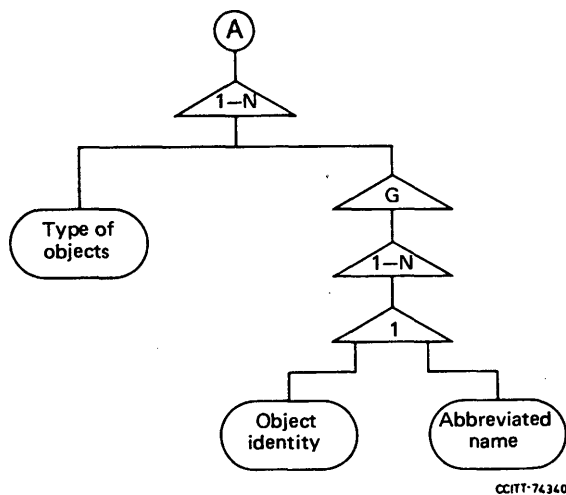 A
1–N
Type of
objects
G
1–N
1
Object
identity
Abbreviated
name
CCITT-74340